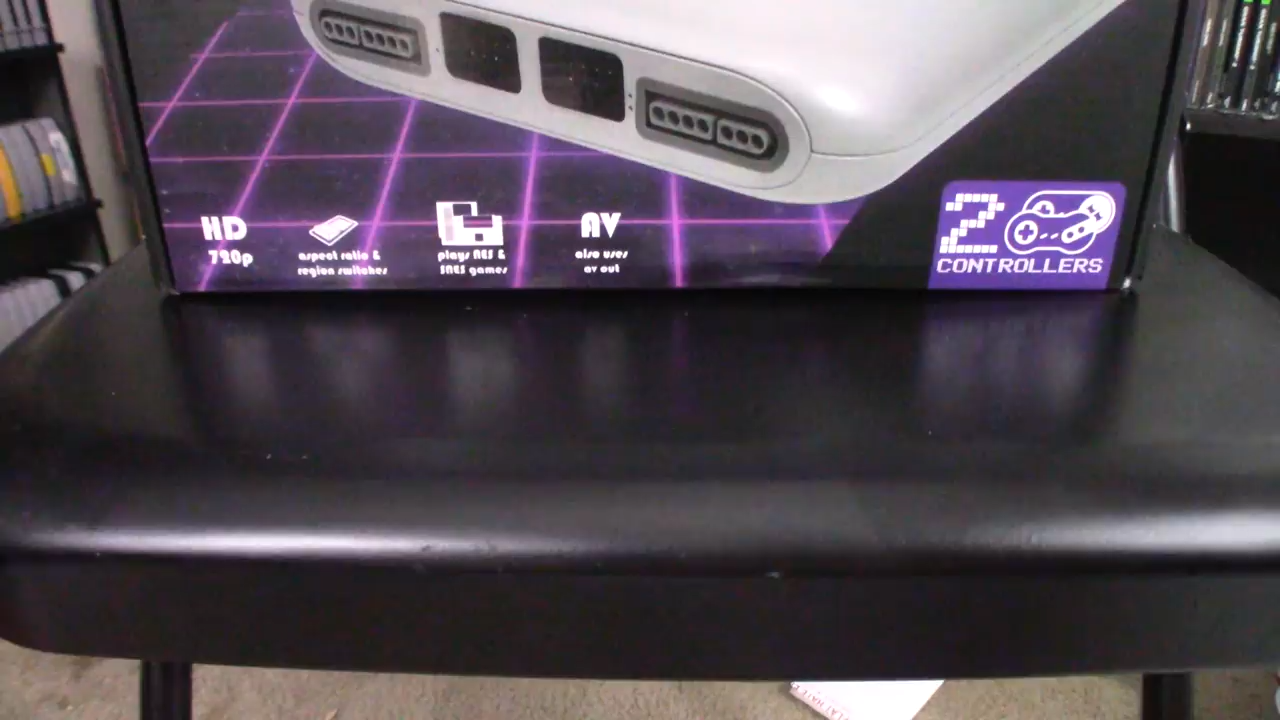 HD
720p
aspect ratio &
region switches
plays NES &
SNES games
AV
also uses
av out
2
CONTROLLERS